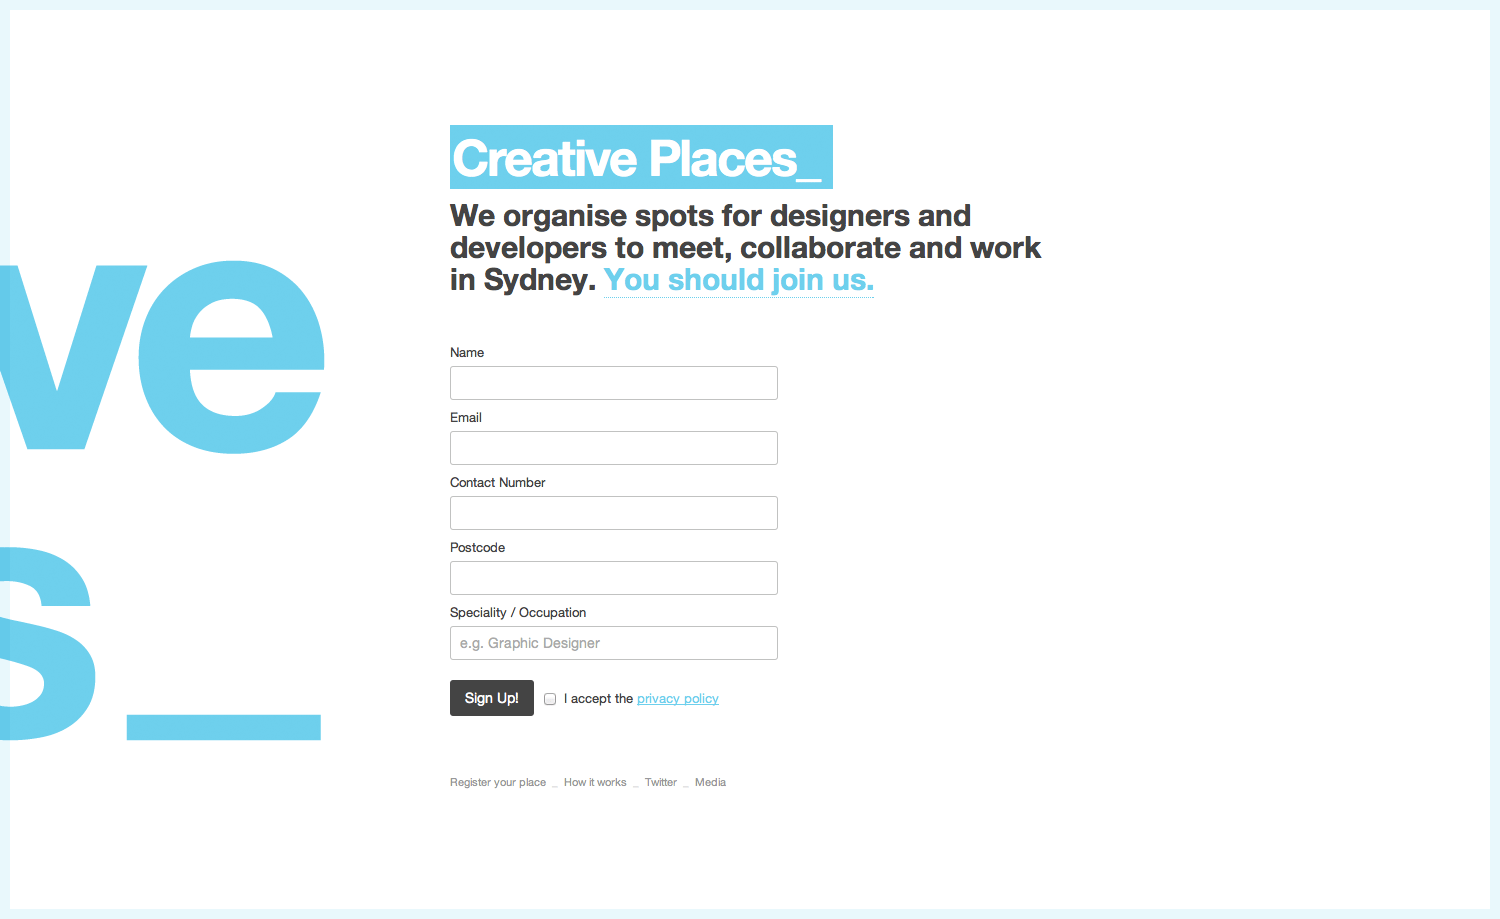 Creative Places_
We organise spots for designers and
developers to meet, collaborate and work
in Sydney. You should join us.
ve
s_
Name
Email
Contact Number
Postcode
Speciality / Occupation
e.g. Graphic Designer
Sign Up! I accept the privacy policy
Register your place _ How it works _ Twitter _ Media